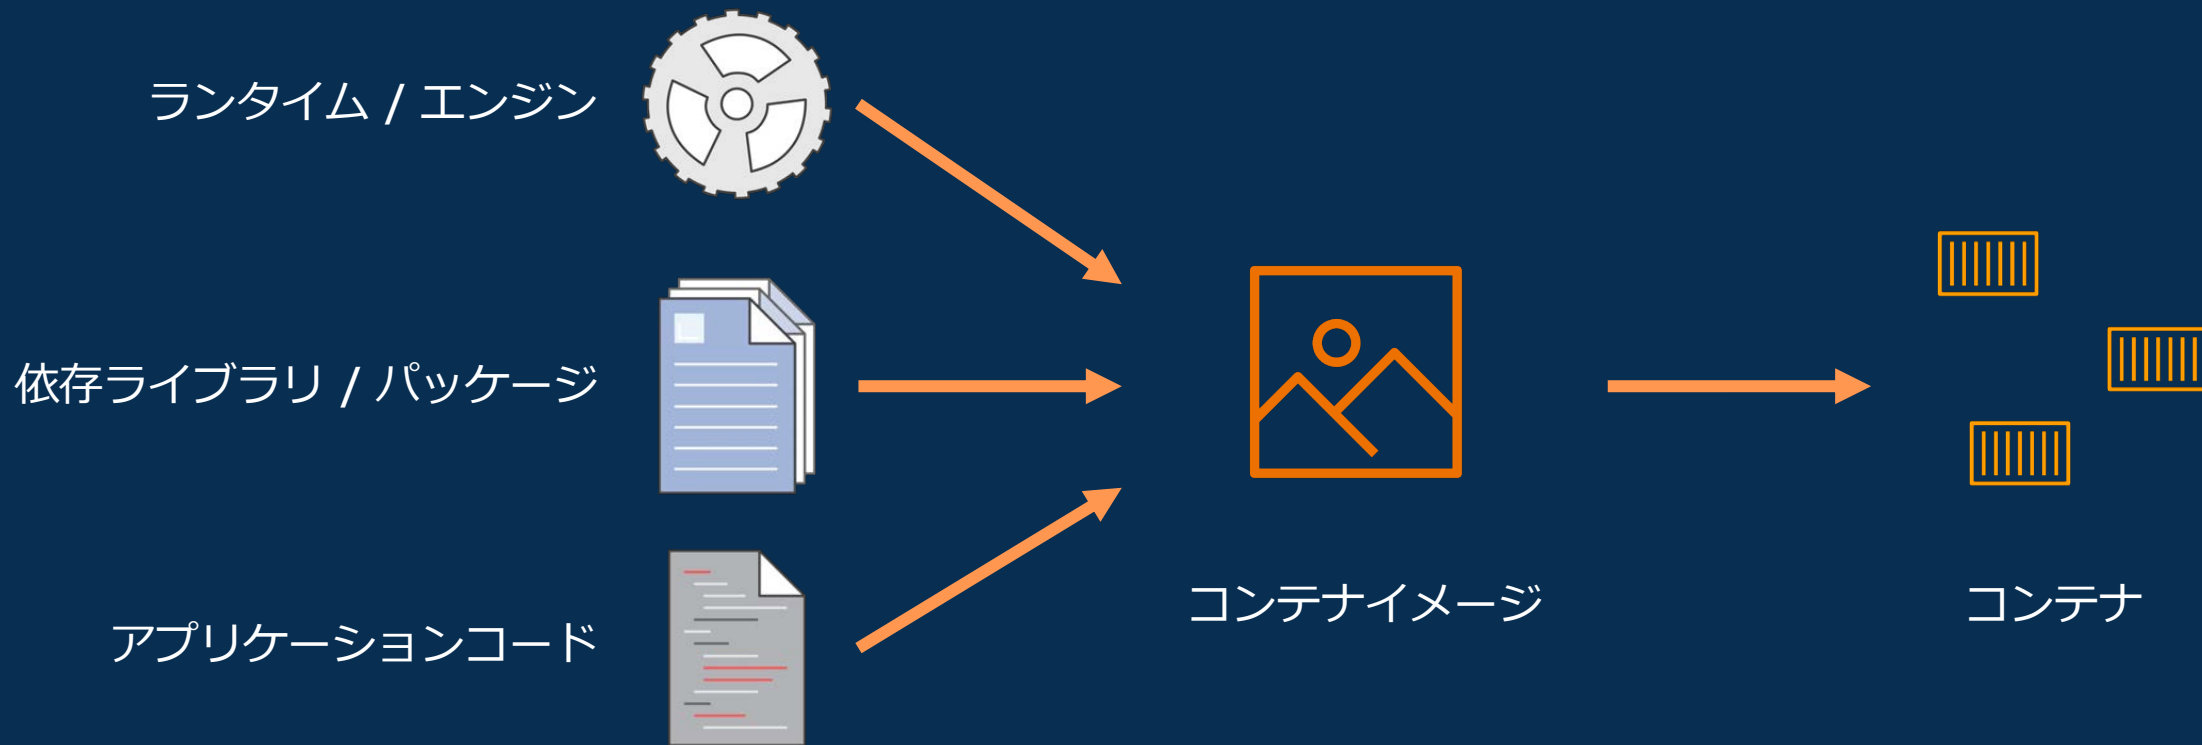 ランタイム / エンジン
依存ライブラリ / パッケージ
アプリケーションコード
コンテナイメージ
コンテナ